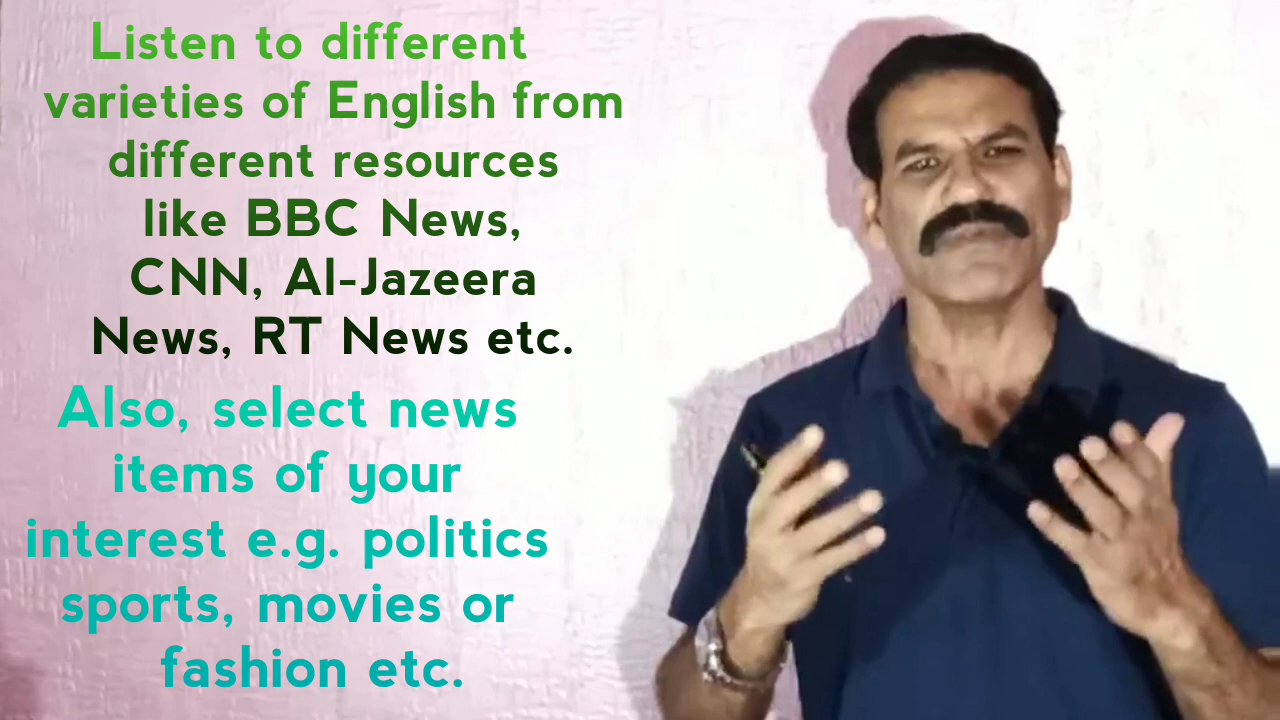 Listen to different
varieties of English from
different resources
like BBC News,
CNN, Al-Jazeera
News, RT News etc.
Also, select news
items of your
interest e.g. politics
sports, movies or
fashion etc.